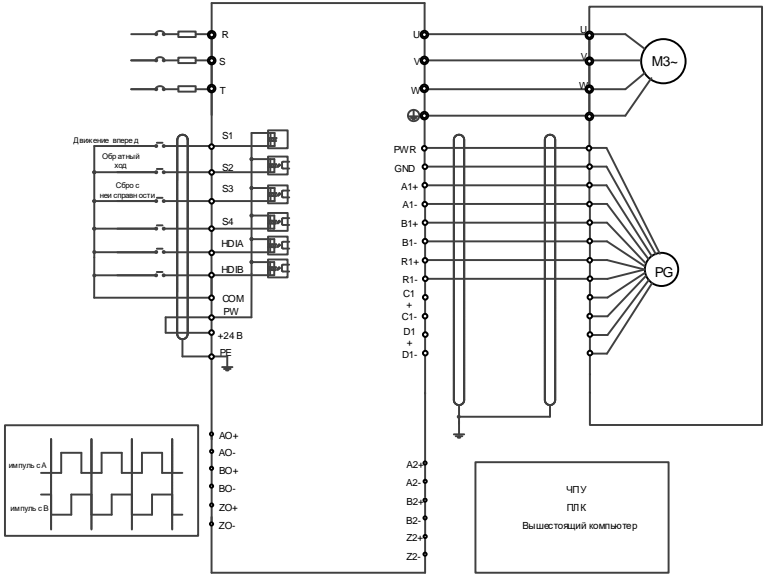 R
S
T
U
V
W
U
V
W
M3~
Движение вперед
Обратный
ход
Сброс
неисправности
S1
S2
S3
S4
HDIA
HDIB
COM
PW
+24 В
PE
PWR
GND
A1+
A1-
B1+
B1-
R1+
R1-
C1
+
C1-
D1
+
D1-
PG
AO+
AO-
BO+
BO-
ZO+
ZO-
импульс A
импульс B
A2+
A2-
B2+
B2-
Z2+
Z2-
ЧПУ
ПЛК
Вышестоящий компьютер